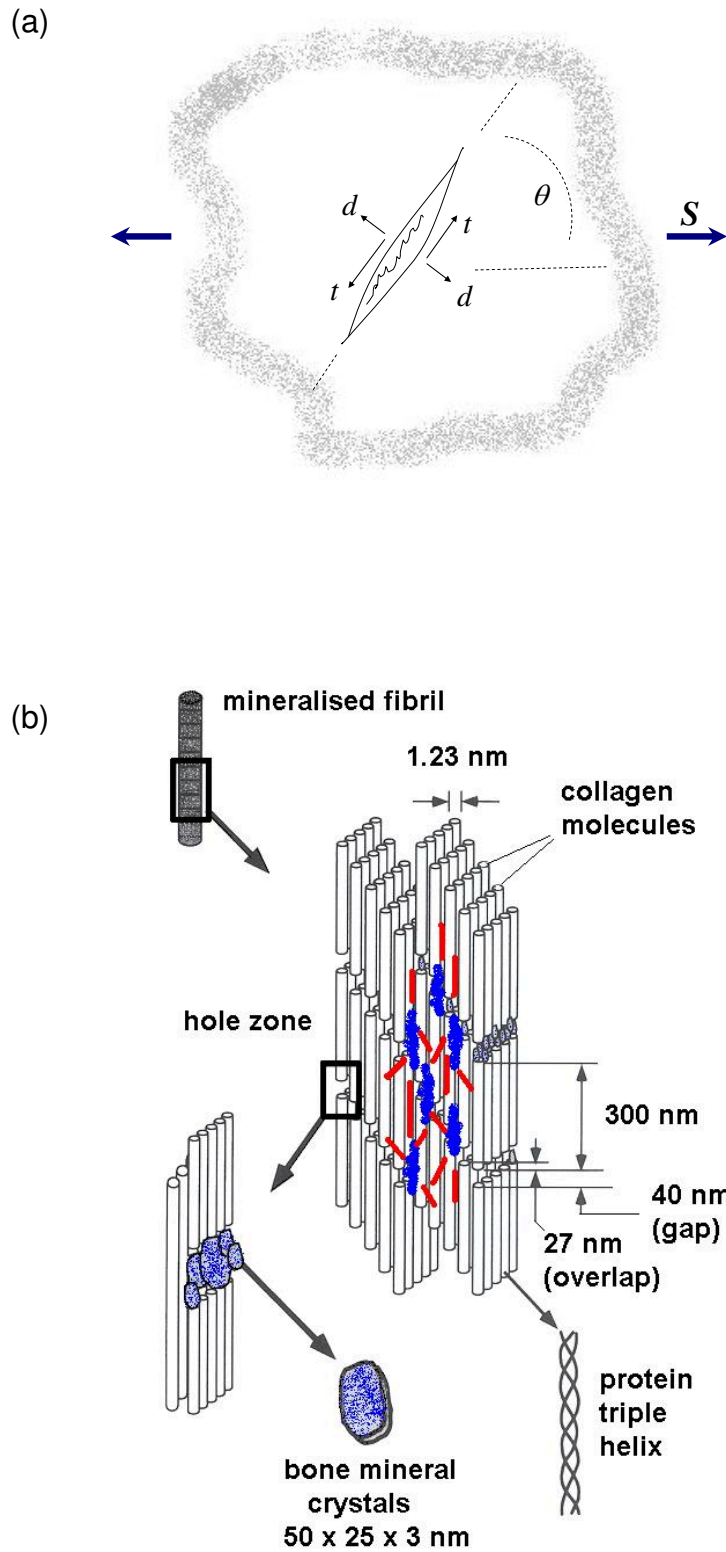 (a)
θ
S
d
t
t
d
(b)
mineralised fibril
1.23 nm
collagen
molecules
hole zone
300 nm
40 nm
(gap)
27 nm
(overlap)
protein
triple
helix
bone mineral
crystals
50 x 25 x 3 nm